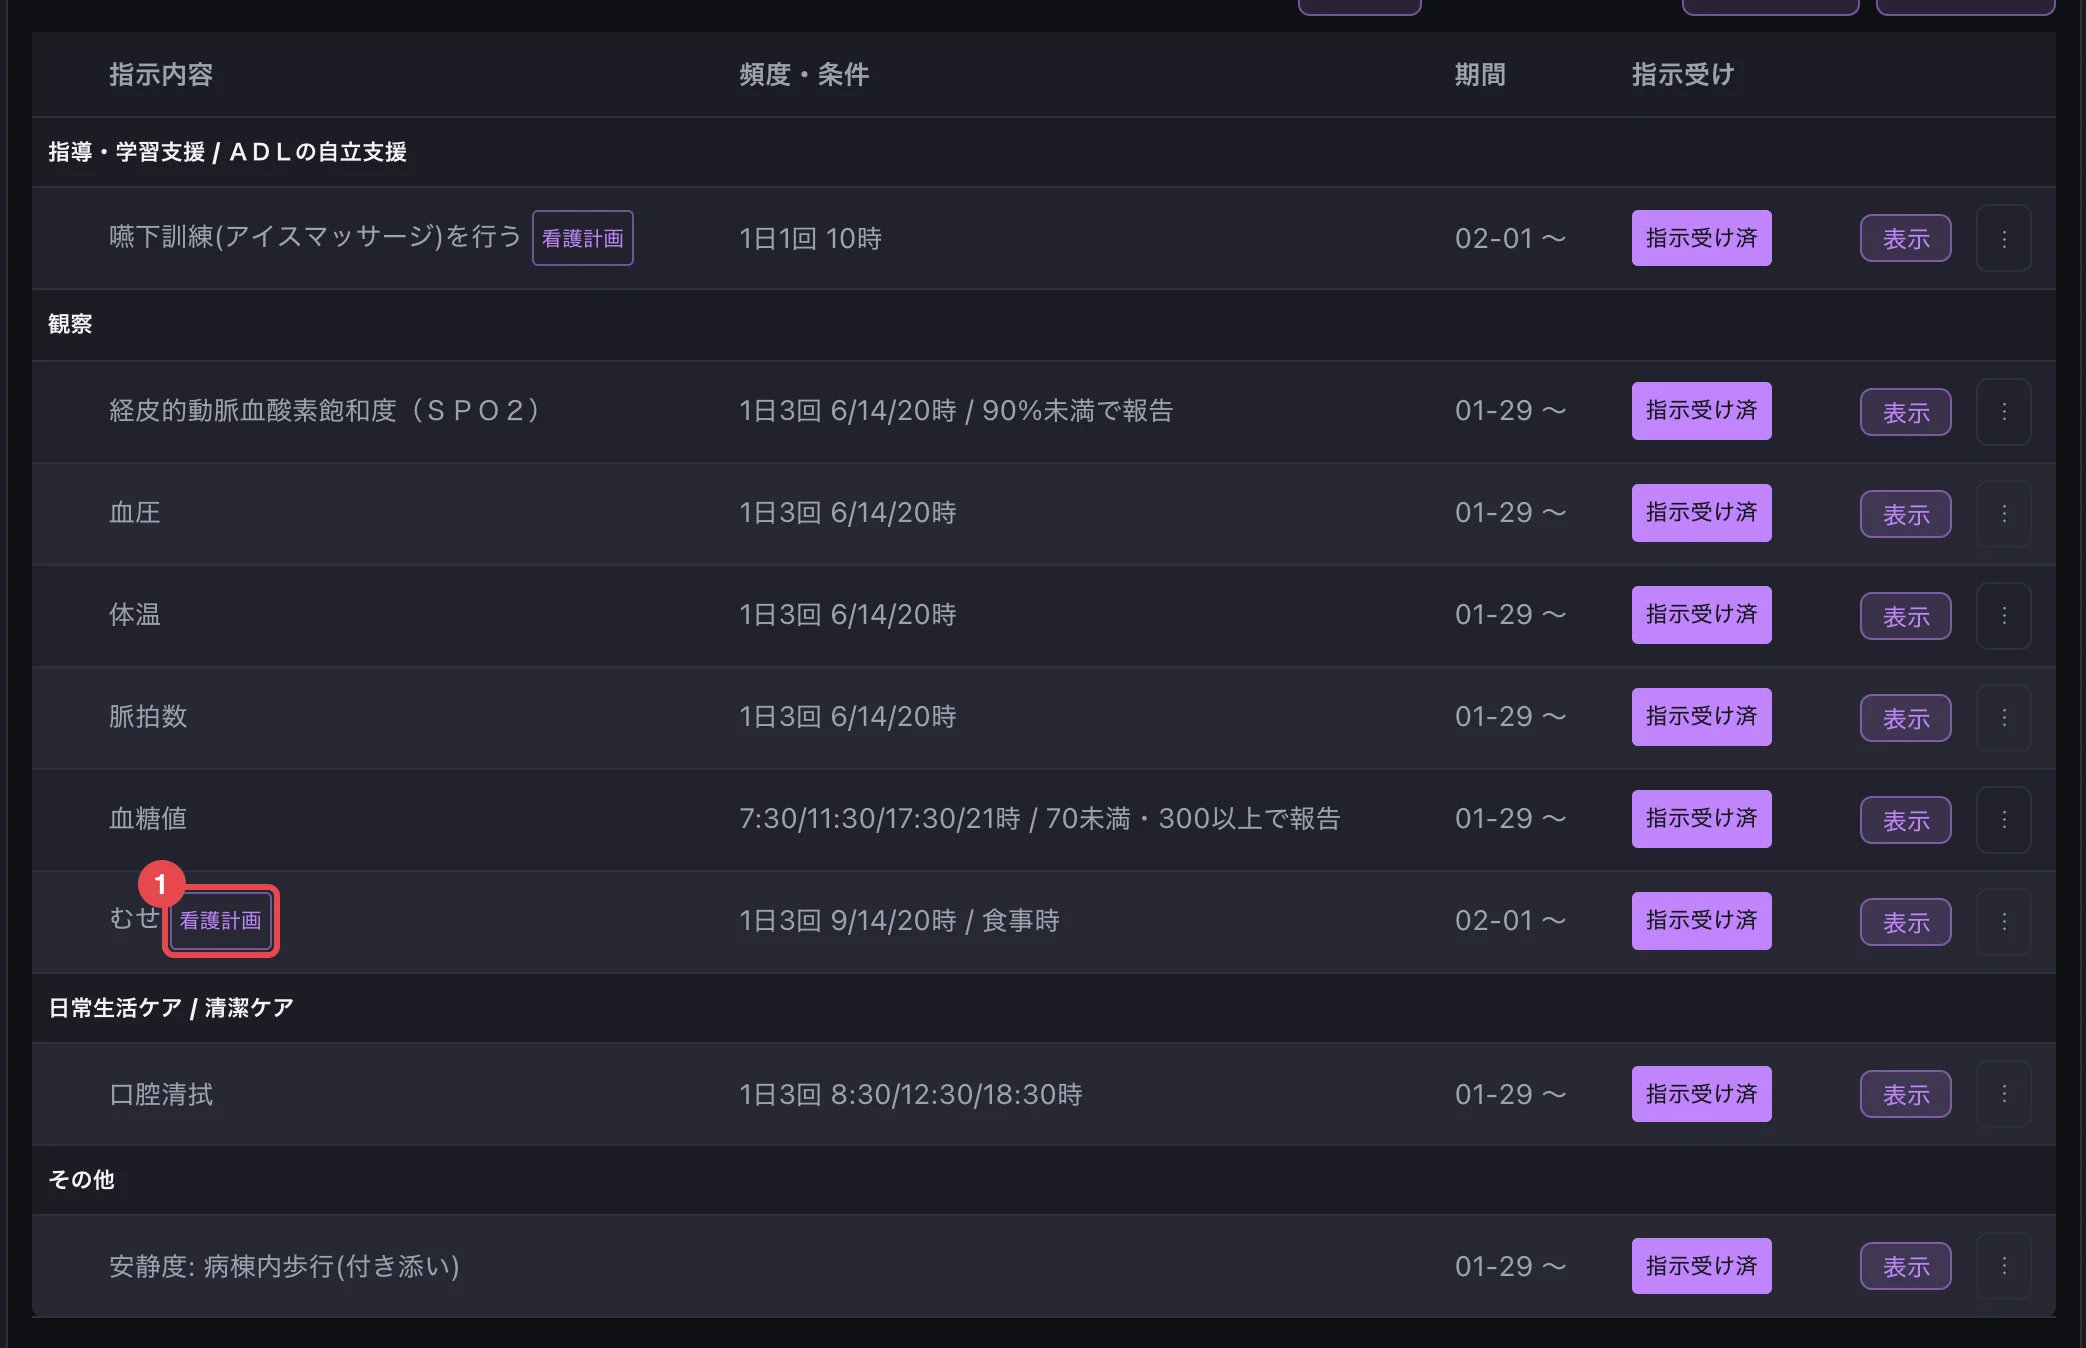 指示内容 頻度・条件 期間 指示受け
指導・学習支援 / ＡＤＬの自立支援
嚥下訓練(アイスマッサージ)を行う 看護計画 1日1回 10時 02-01 〜 指示受け済 表示
観察
経皮的動脈血酸素飽和度（ＳＰＯ２） 1日3回 6/14/20時 / 90%未満で報告 01-29 〜 指示受け済 表示
血圧 1日3回 6/14/20時 01-29 〜 指示受け済 表示
体温 1日3回 6/14/20時 01-29 〜 指示受け済 表示
脈拍数 1日3回 6/14/20時 01-29 〜 指示受け済 表示
血糖値 7:30/11:30/17:30/21時 / 70未満・300以上で報告 01-29 〜 指示受け済 表示
1
むせ 看護計画 1日3回 9/14/20時 / 食事時 02-01 〜 指示受け済 表示
日常生活ケア / 清潔ケア
口腔清拭 1日3回 8:30/12:30/18:30時 01-29 〜 指示受け済 表示
その他
安静度: 病棟内歩行(付き添い) 01-29 〜 指示受け済 表示